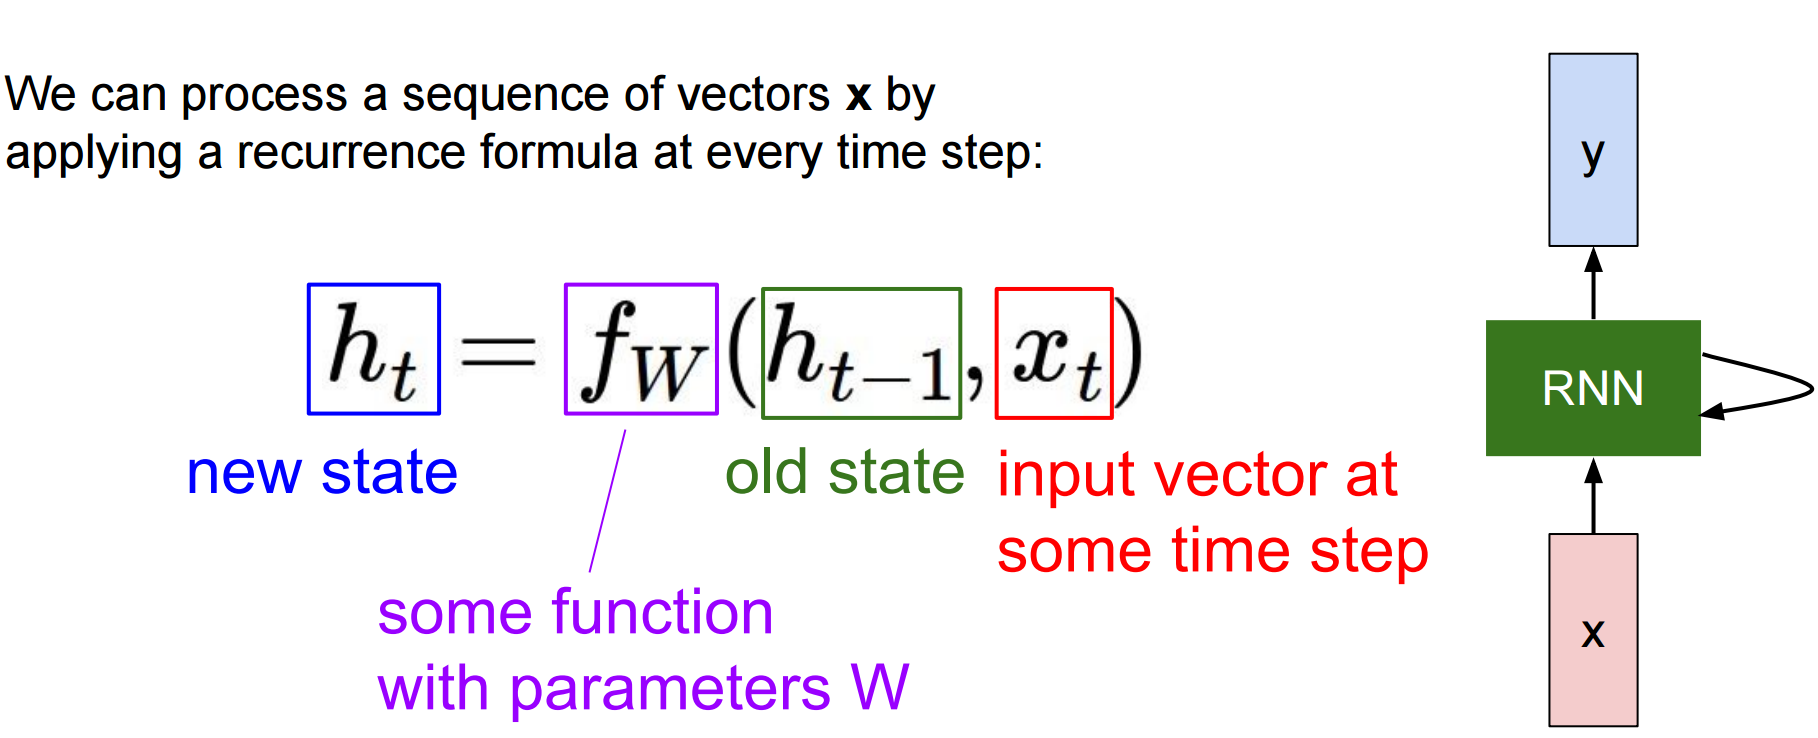 We can process a sequence of vectors x by
applying a recurrence formula at every time step:
h_t = f_W(h_{t-1}, x_t)
new state
old state
input vector at
some time step
some function
with parameters W
y
RNN
x